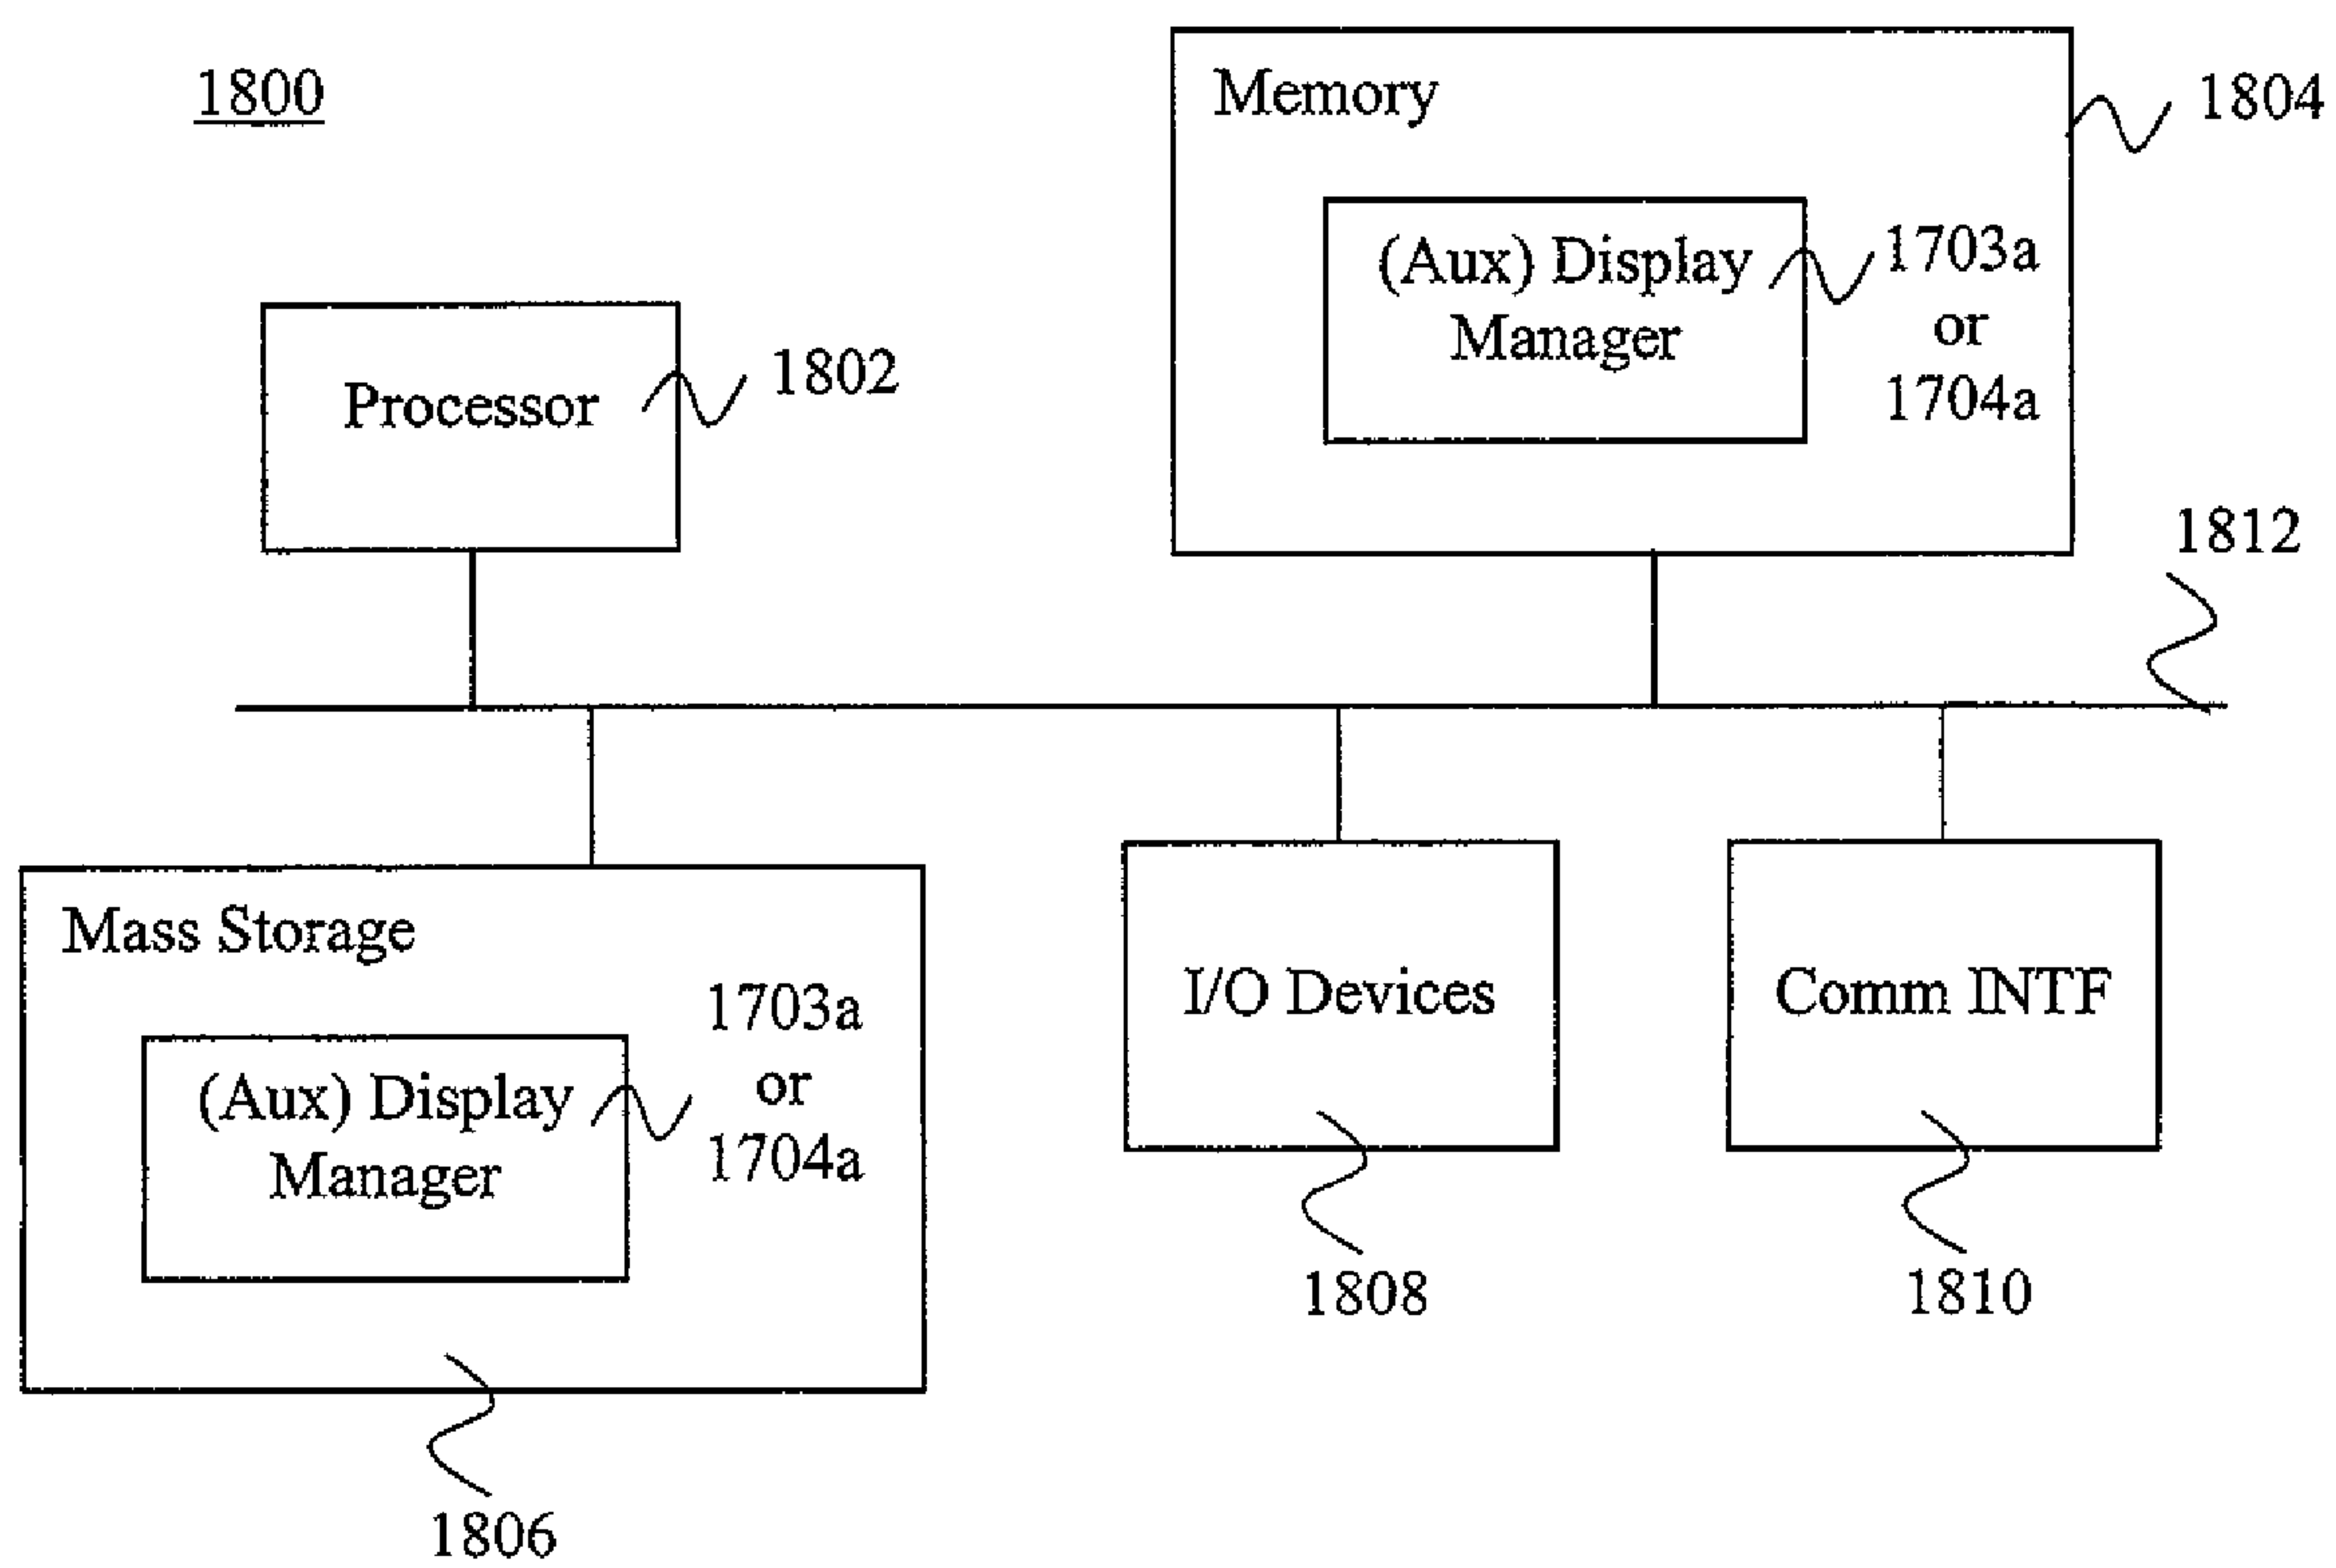 1800
Memory
1804
(Aux) Display
Manager
1703a
or
1704a
Processor
1802
1812
Mass Storage
(Aux) Display
Manager
1703a
or
1704a
I/O Devices
Comm INTF
1808
1810
1806